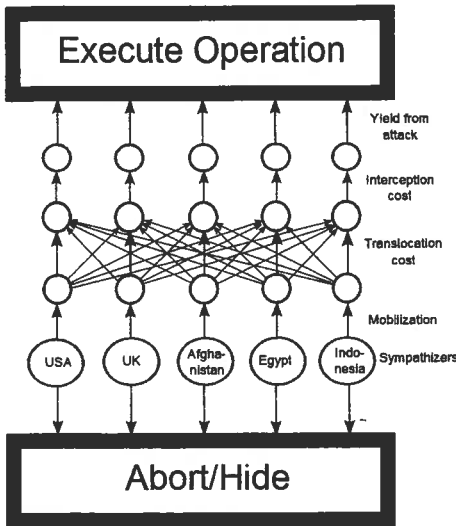 Execute Operation
Yield from
attack
Interception
cost
Translocation
cost
Mobilization
USA
UK
Afgha-
nistan
Egypt
Indo-
nesia
Sympathizers
Abort/Hide